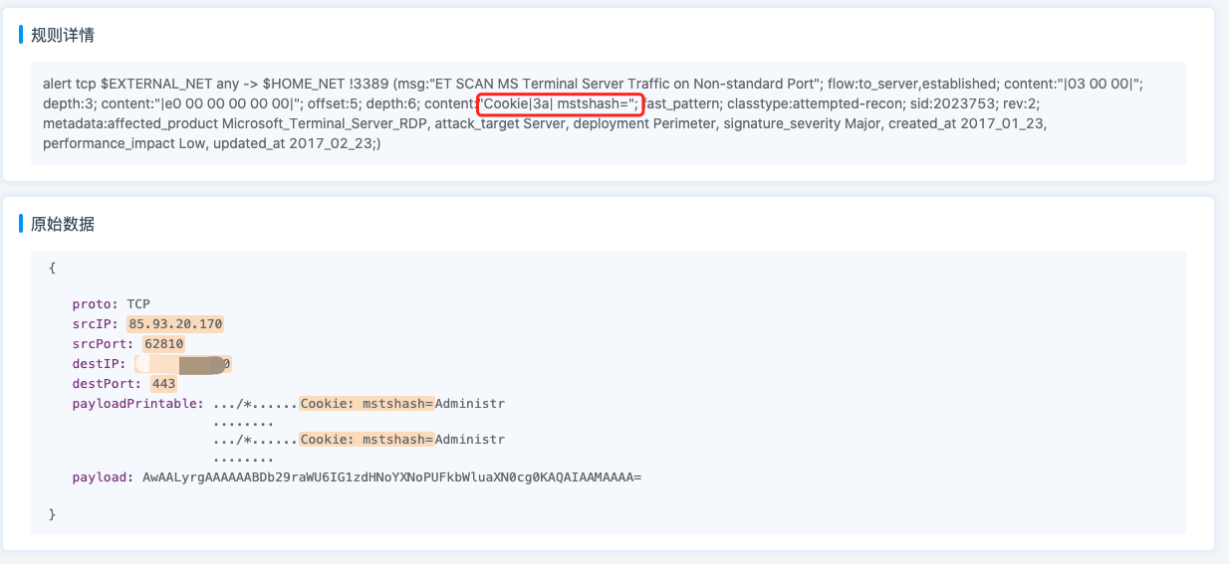 规则详情
alert tcp $EXTERNAL_NET any -> $HOME_NET !3389 (msg:"ET SCAN MS Terminal Server Traffic on Non-standard Port"; flow:to_server,established; content:"|03 00 00|";
depth:3; content:"|e0 00 00 00 00 00|"; offset:5; depth:6; content:"Cookie|3a| mstshash="; fast_pattern; classtype:attempted-recon; sid:2023753; rev:2;
metadata:affected_product Microsoft_Terminal_Server_RDP, attack_target Server, deployment Perimeter, signature_severity Major, created_at 2017_01_23,
performance_impact Low, updated_at 2017_02_23;)
原始数据
{
proto: TCP
srcIP: 85.93.20.170
srcPort: 62810
destIP:
destPort: 443
payloadPrintable: .../*......Cookie: mstshash=Administr
........
.../*......Cookie: mstshash=Administr
........
payload: AwAALyrgAAAAAABDb29raWU6IG1zdHNoYXNoPUFkbWluaXN0cg0KAQAIAAMAAAA=
}